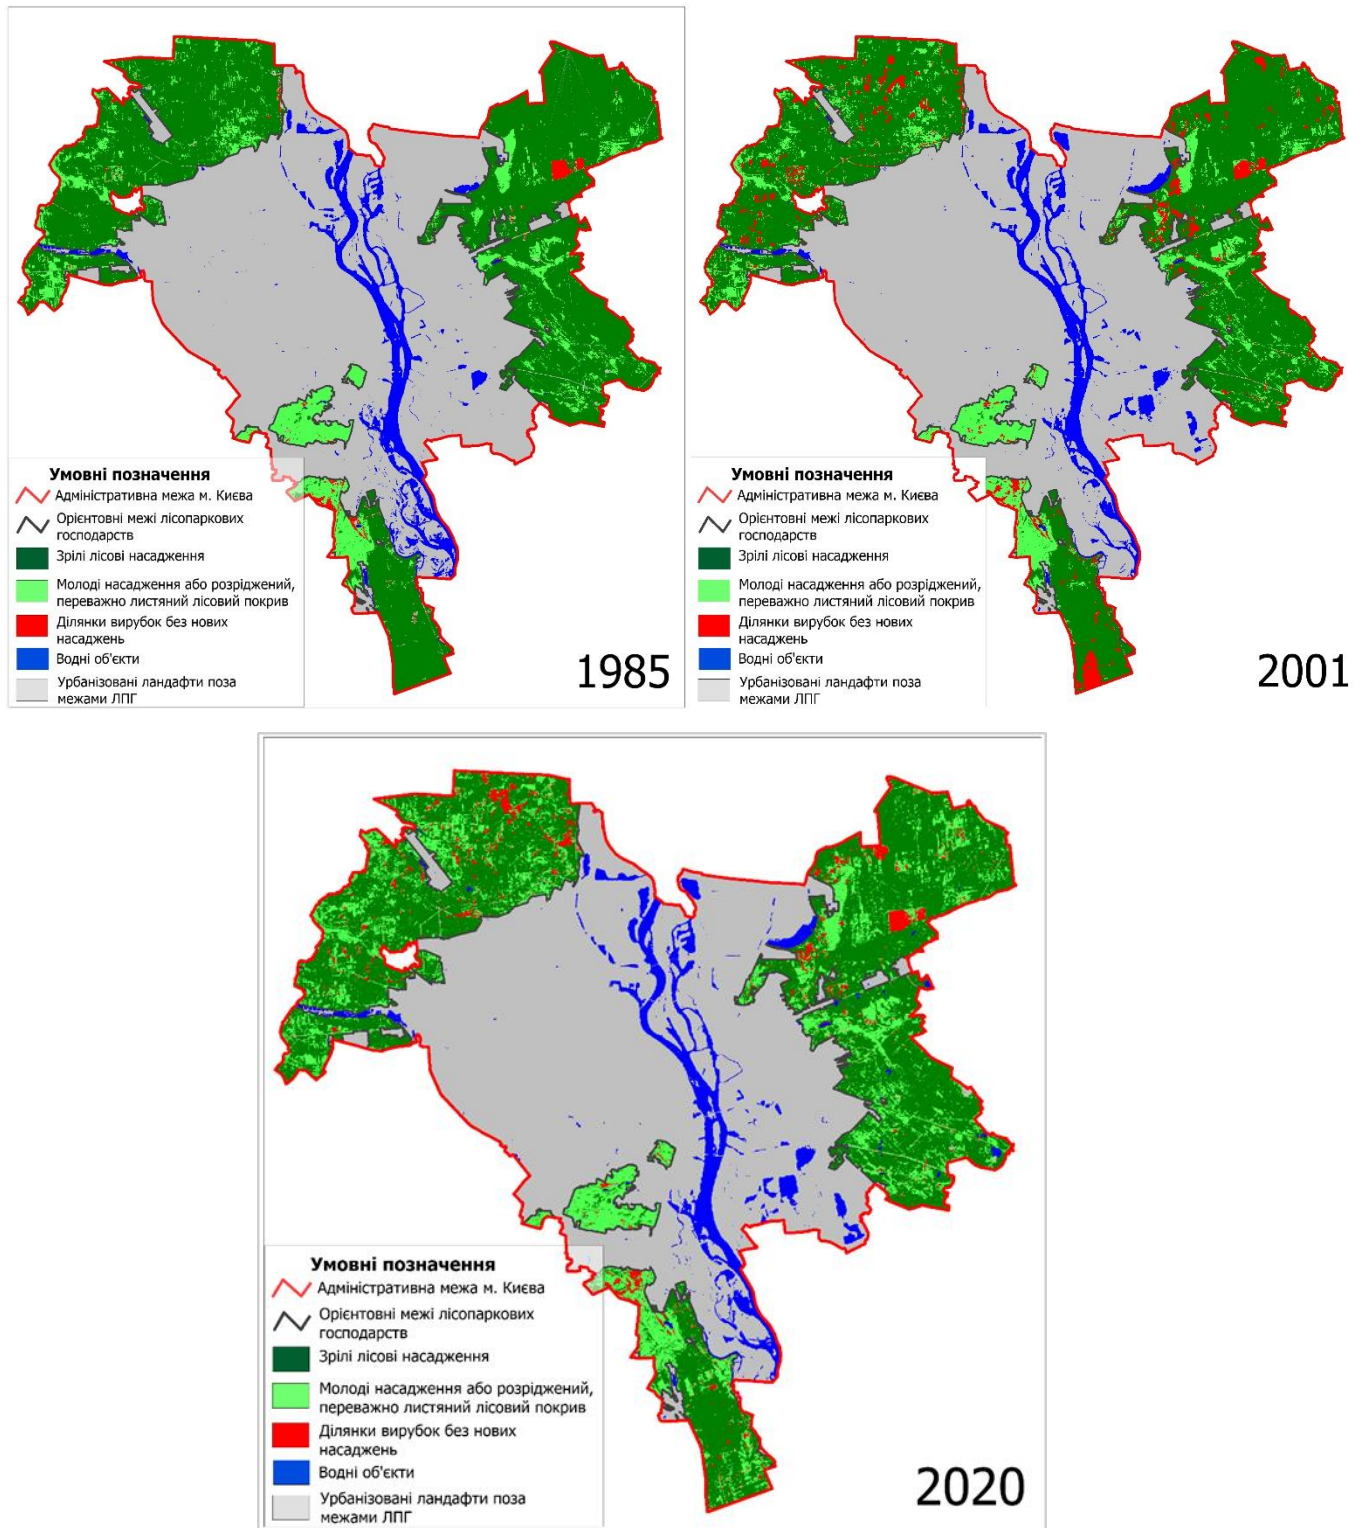 Умовні позначення
Адміністративна межа м. Києва
Орієнтовні межі лісопаркових
господарств
Зрілі лісові насадження
Молоді насадження або розріджений,
переважно листяний лісовий покрив
Ділянки вирубок без нових
насаджень
Водні об'єкти
Урбанізовані ландафти поза
межами ЛПГ
1985
Умовні позначення
Адміністративна межа м. Києва
Орієнтовні межі лісопаркових
господарств
Зрілі лісові насадження
Молоді насадження або розріджений,
переважно листяний лісовий покрив
Ділянки вирубок без нових
насаджень
Водні об'єкти
Урбанізовані ландафти поза
межами ЛПГ
2001
Умовні позначення
Адміністративна межа м. Києва
Орієнтовні межі лісопаркових
господарств
Зрілі лісові насадження
Молоді насадження або розріджений,
переважно листяний лісовий покрив
Ділянки вирубок без нових
насаджень
Водні об'єкти
Урбанізовані ландафти поза
межами ЛПГ
2020